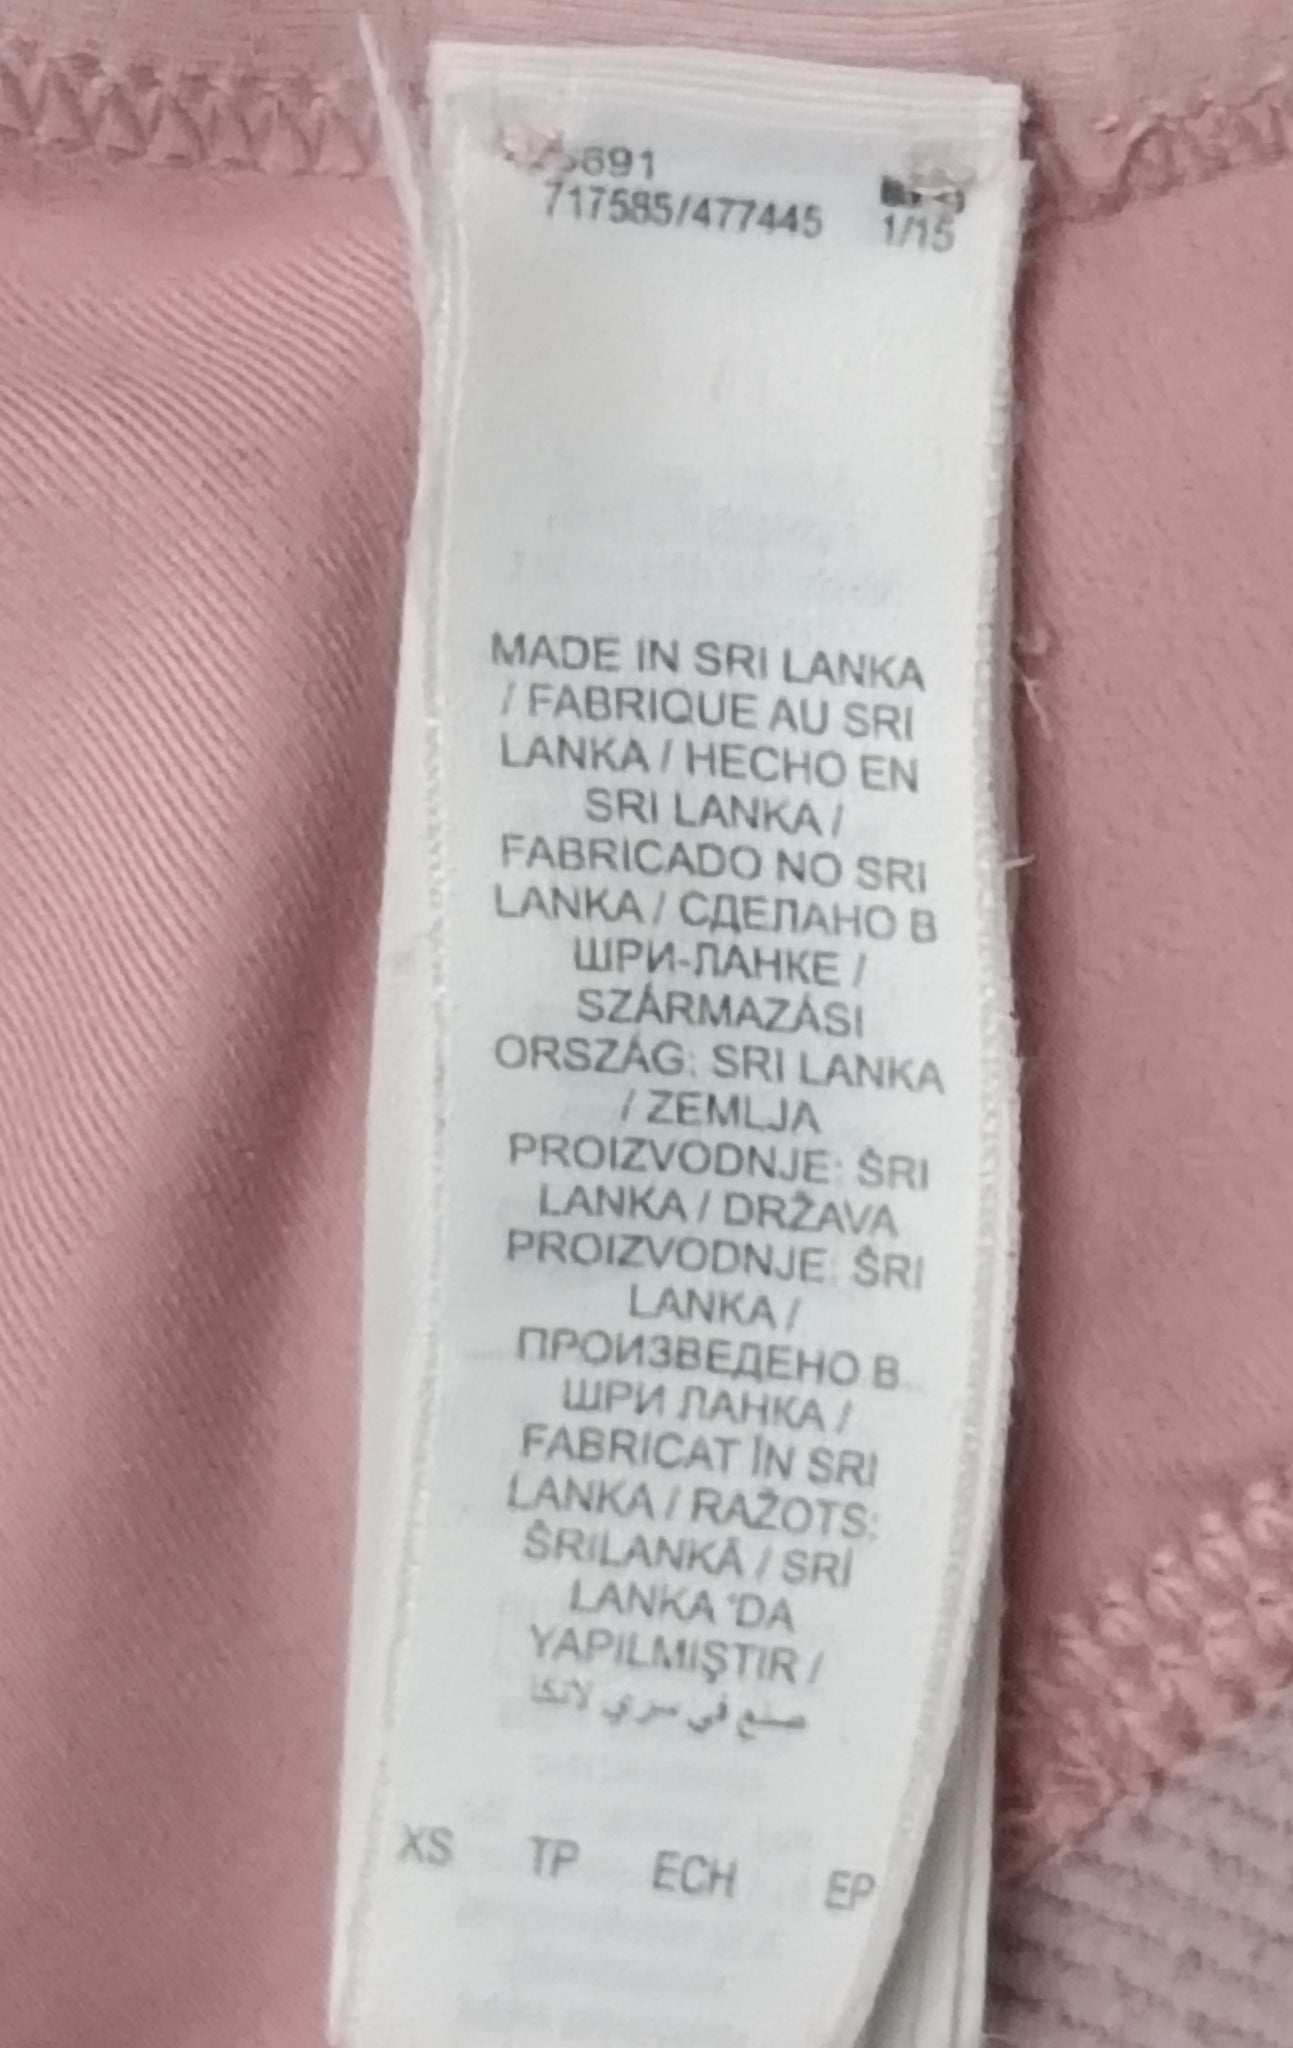 717585/477445
1/15
MADE IN SRI LANKA
/ FABRIQUE AU SRI
LANKA / HECHO EN
SRI LANKA /
FABRICADO NO SRI
LANKA / СДЕЛАНО В
ШРИ-ЛАНКЕ /
SZÁRMAZÁSI
ORSZÁG: SRI LANKA
/ ZEMLJA
PROIZVODNJE: ŠRI
LANKA / DRŽAVA
PROIZVODNJE: ŠRI
LANKA /
ПРОИЗВЕДЕНО В
ШРИ ЛАНКА /
FABRICAT ÎN SRI
LANKA / RAŽOTS:
ŠRILANKĀ / SRİ
LANKA 'DA
YAPILMIŞTIR /
صنع في سري لانكا
XS TP ECH EP